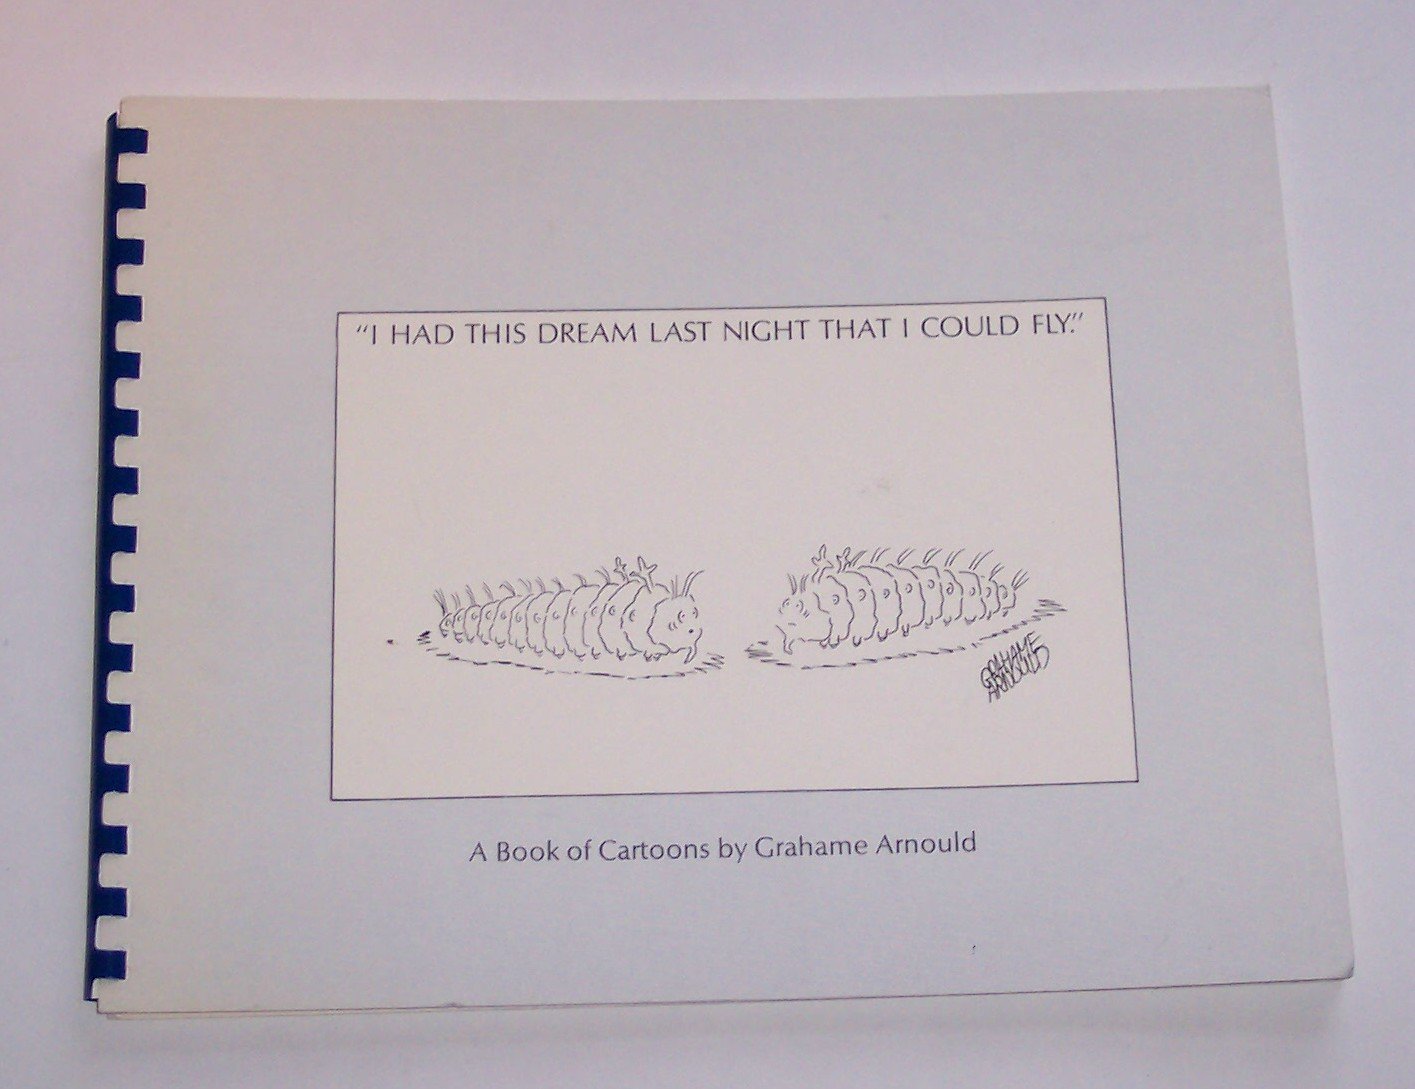 “I HAD THIS DREAM LAST NIGHT THAT I COULD FLY.”
GRAHAME
ARNOULD
A Book of Cartoons by Grahame Arnould